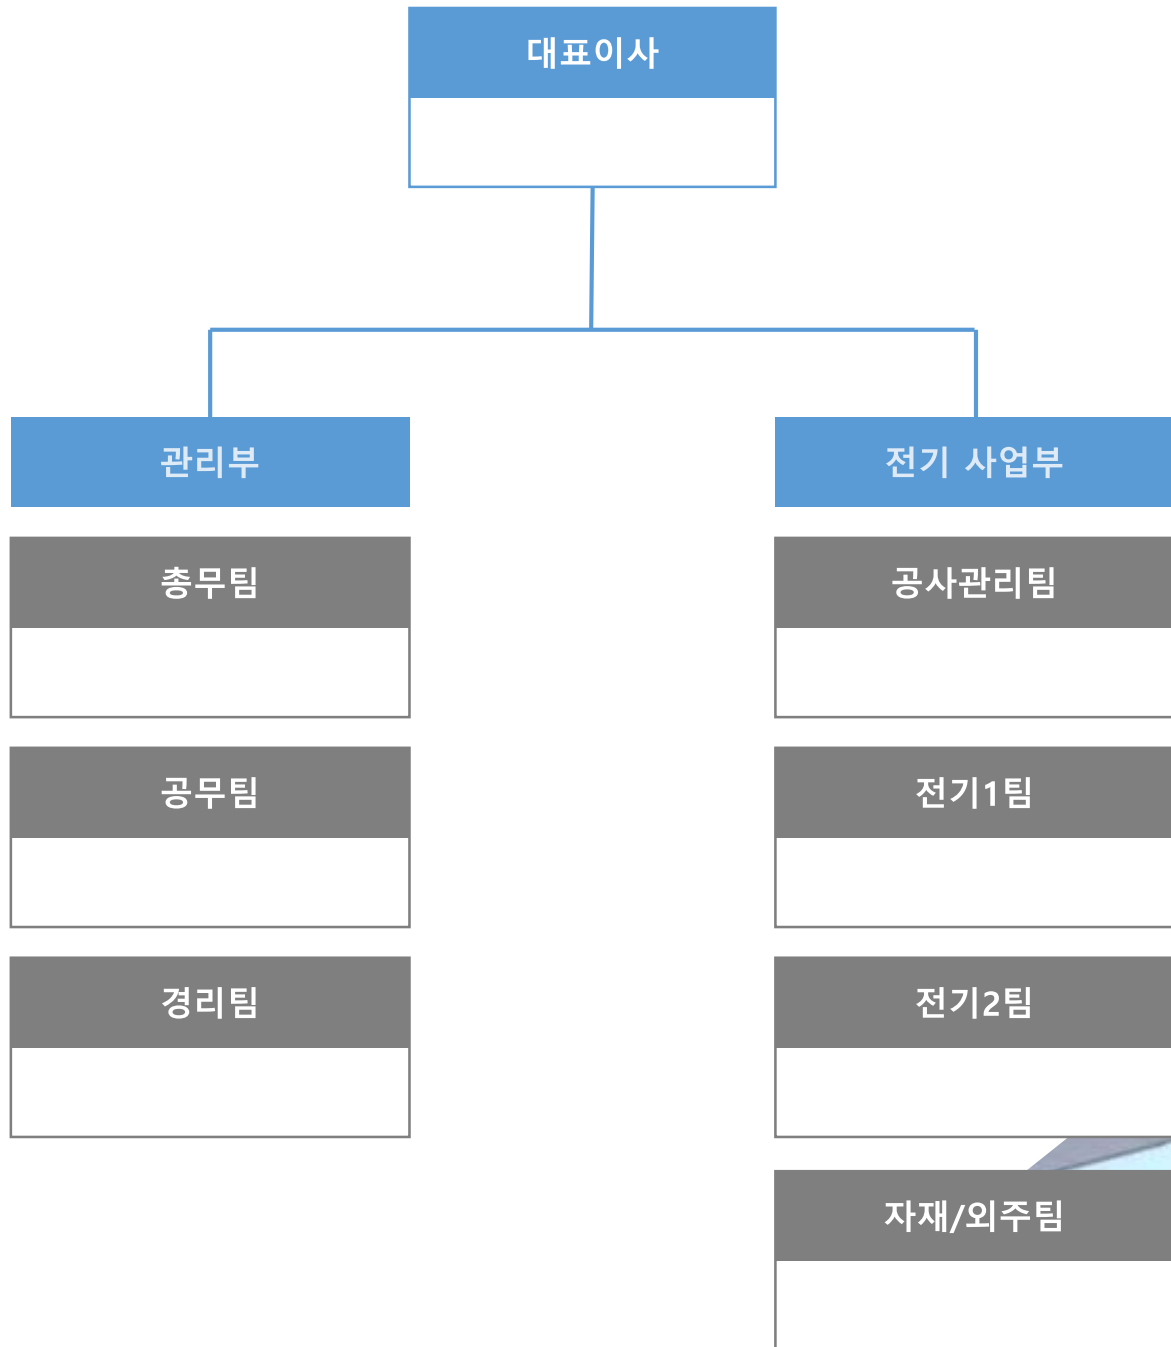 대표이사
관리부
총무팀
공무팀
경리팀
전기 사업부
공사관리팀
전기1팀
전기2팀
자재/외주팀